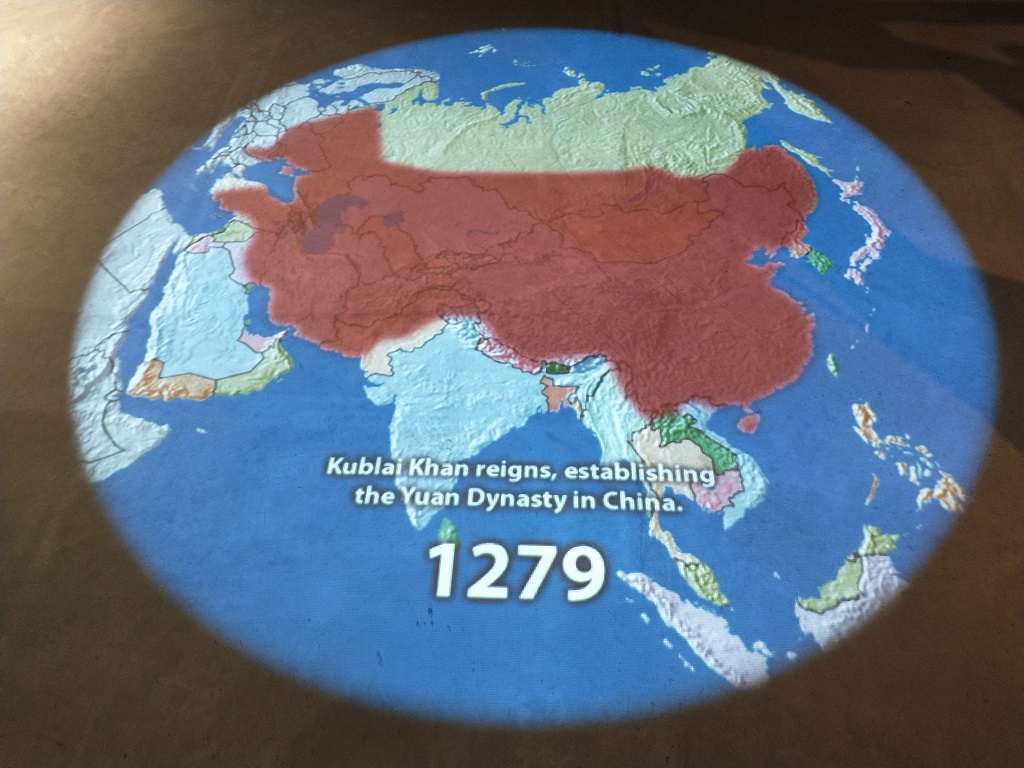 Kublai Khan reigns, establishing
the Yuan Dynasty in China.
1279